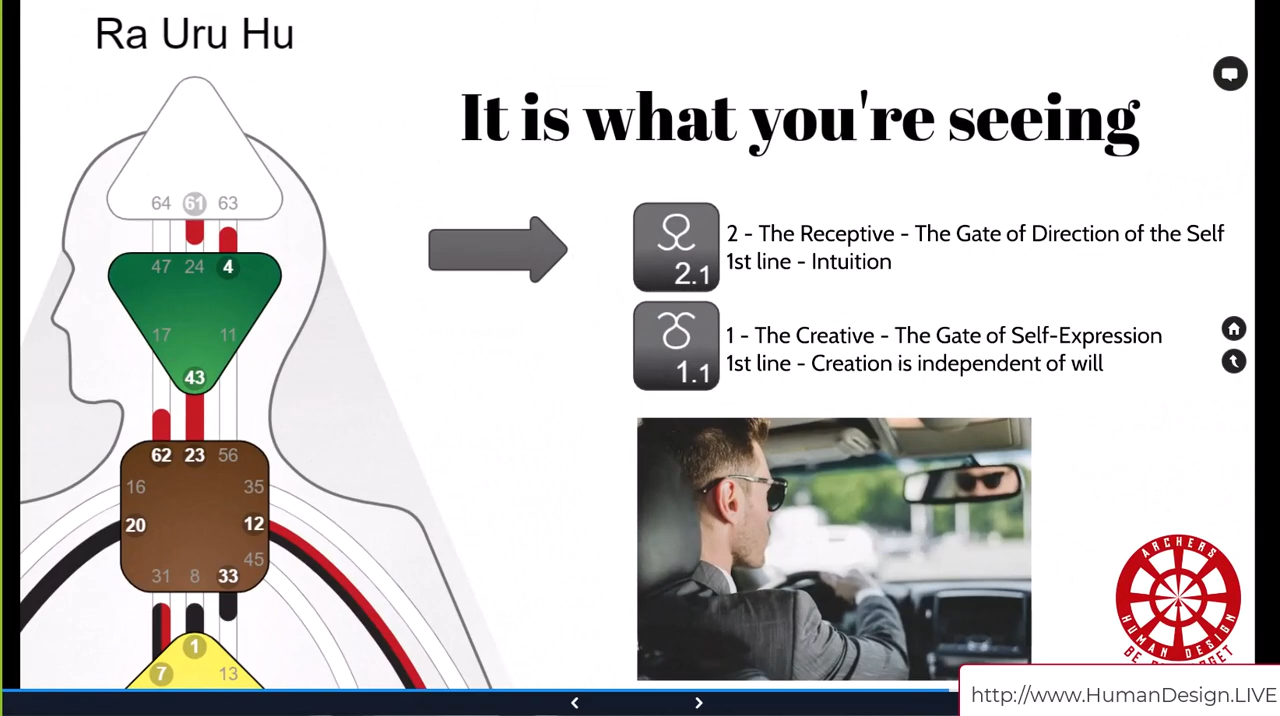 Ra Uru Hu
It is what you're seeing
64 61 63
47 24 4
17 11
43
62 23 56
16 35
20 12
45
31 8 33
1
7 13
2.1
2 - The Receptive - The Gate of Direction of the Self
1st line - Intuition
1.1
1 - The Creative - The Gate of Self-Expression
1st line - Creation is independent of will
ARCHERS
HUMAN DESIGN
http://www.HumanDesign.LIVE